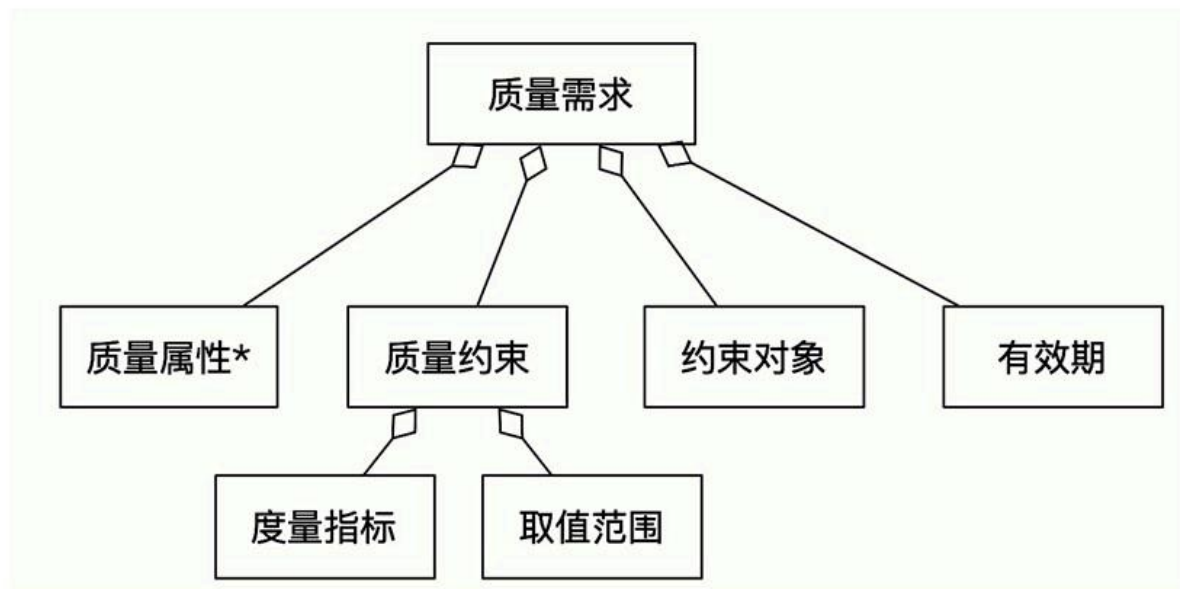 质量需求
质量属性*
质量约束
约束对象
有效期
度量指标
取值范围